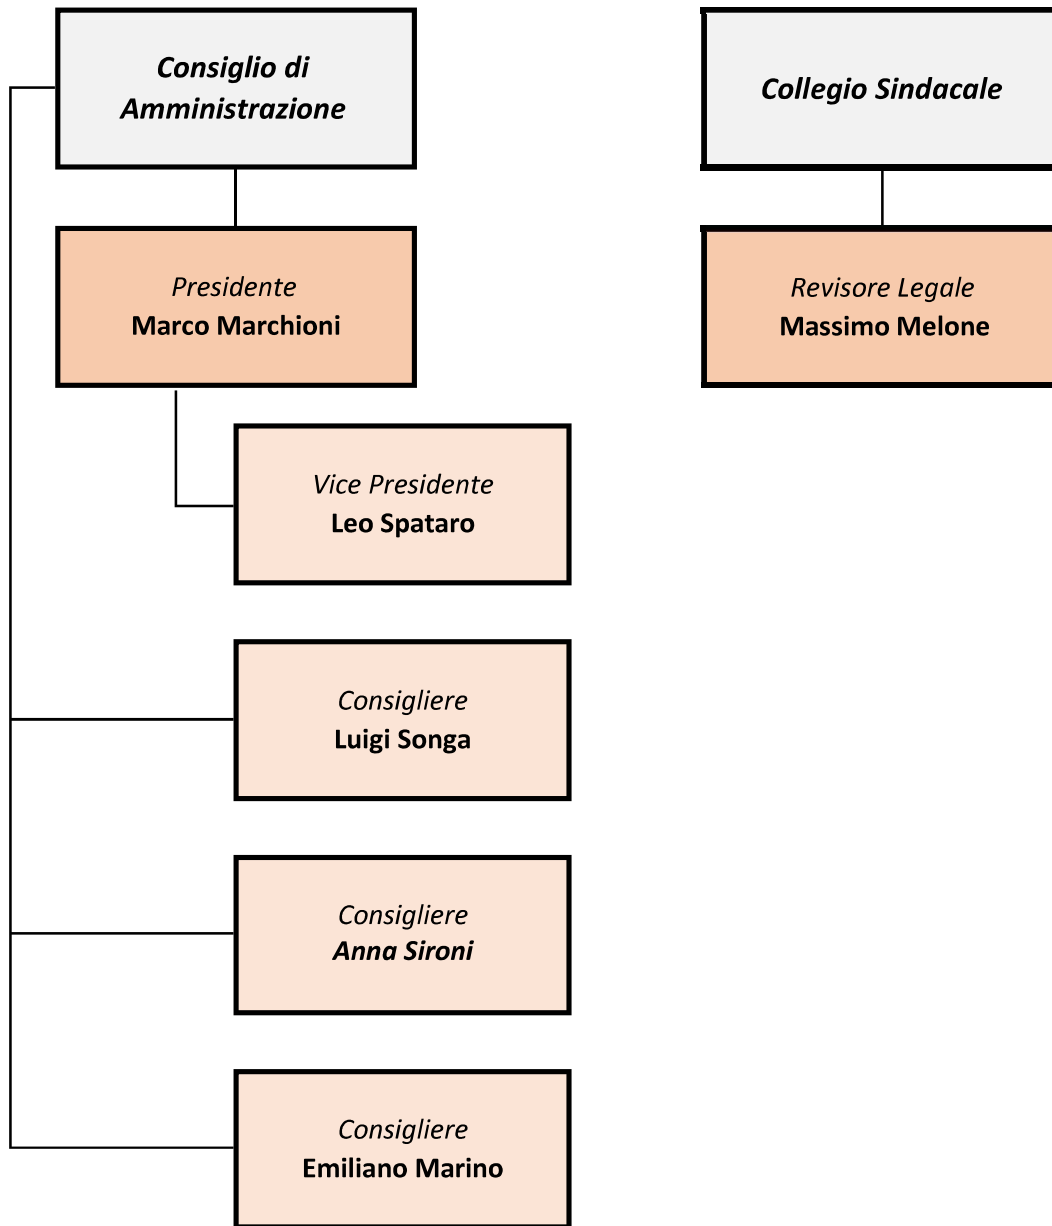 Consiglio di
Amministrazione
Collegio Sindacale
Presidente
Marco Marchioni
Revisore Legale
Massimo Melone
Vice Presidente
Leo Spataro
Consigliere
Luigi Songa
Consigliere
Anna Sironi
Consigliere
Emiliano Marino